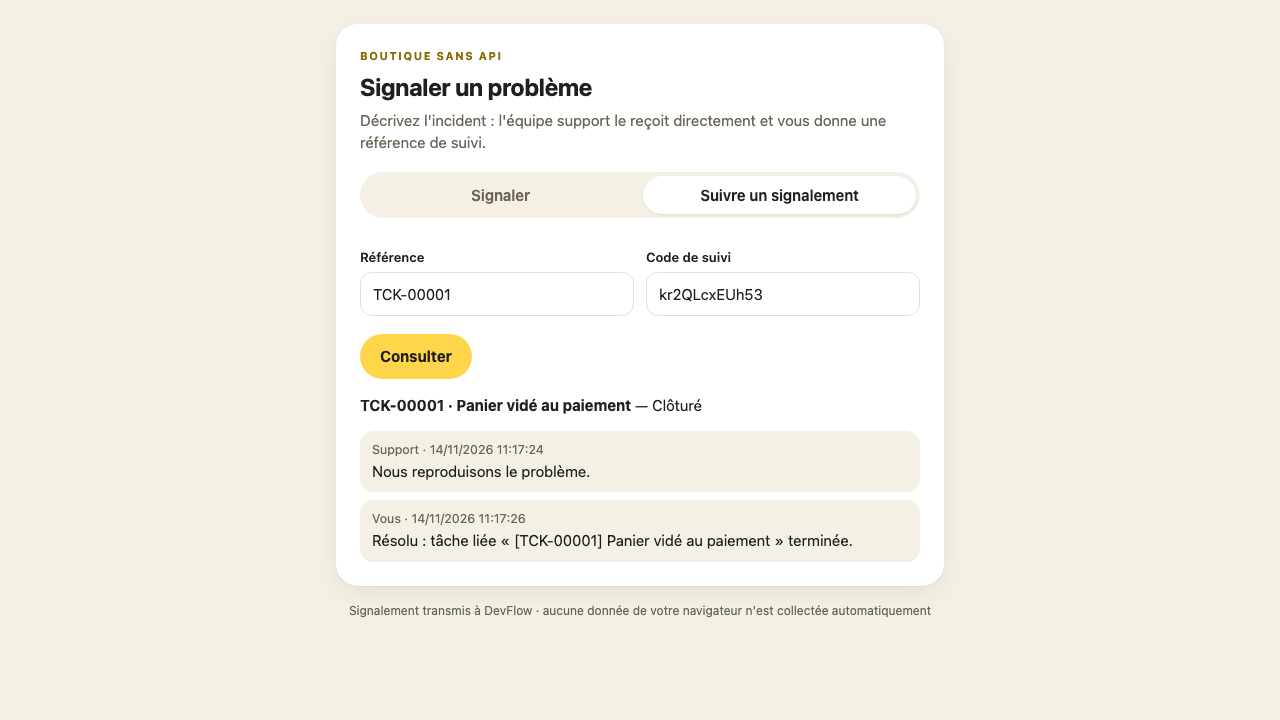 BOUTIQUE SANS API
Signaler un problème
Décrivez l'incident : l'équipe support le reçoit directement et vous donne une
référence de suivi.
Signaler
Suivre un signalement
Référence
Code de suivi
TCK-00001
kr2QLcxEUh53
Consulter
TCK-00001 · Panier vidé au paiement — Clôturé
Support · 14/11/2026 11:17:24
Nous reproduisons le problème.
Vous · 14/11/2026 11:17:26
Résolu : tâche liée « [TCK-00001] Panier vidé au paiement » terminée.
Signalement transmis à DevFlow · aucune donnée de votre navigateur n'est collectée automatiquement